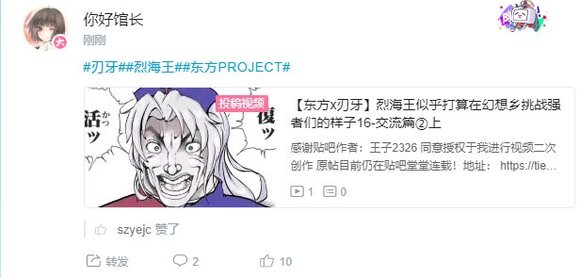 你好馆长
刚刚
#刃牙##烈海王##东方PROJECT#
投稿视频
活ッ
かつ
復ッ
【东方x刃牙】烈海王似乎打算在幻想乡挑战强
者们的样子16-交流篇②上
感谢贴吧作者：王子2326 同意授权于我进行视频二次
创作 原帖目前仍在贴吧堂堂连载！地址： https://tie...
1 0
szyejc 赞了
转发 2 10